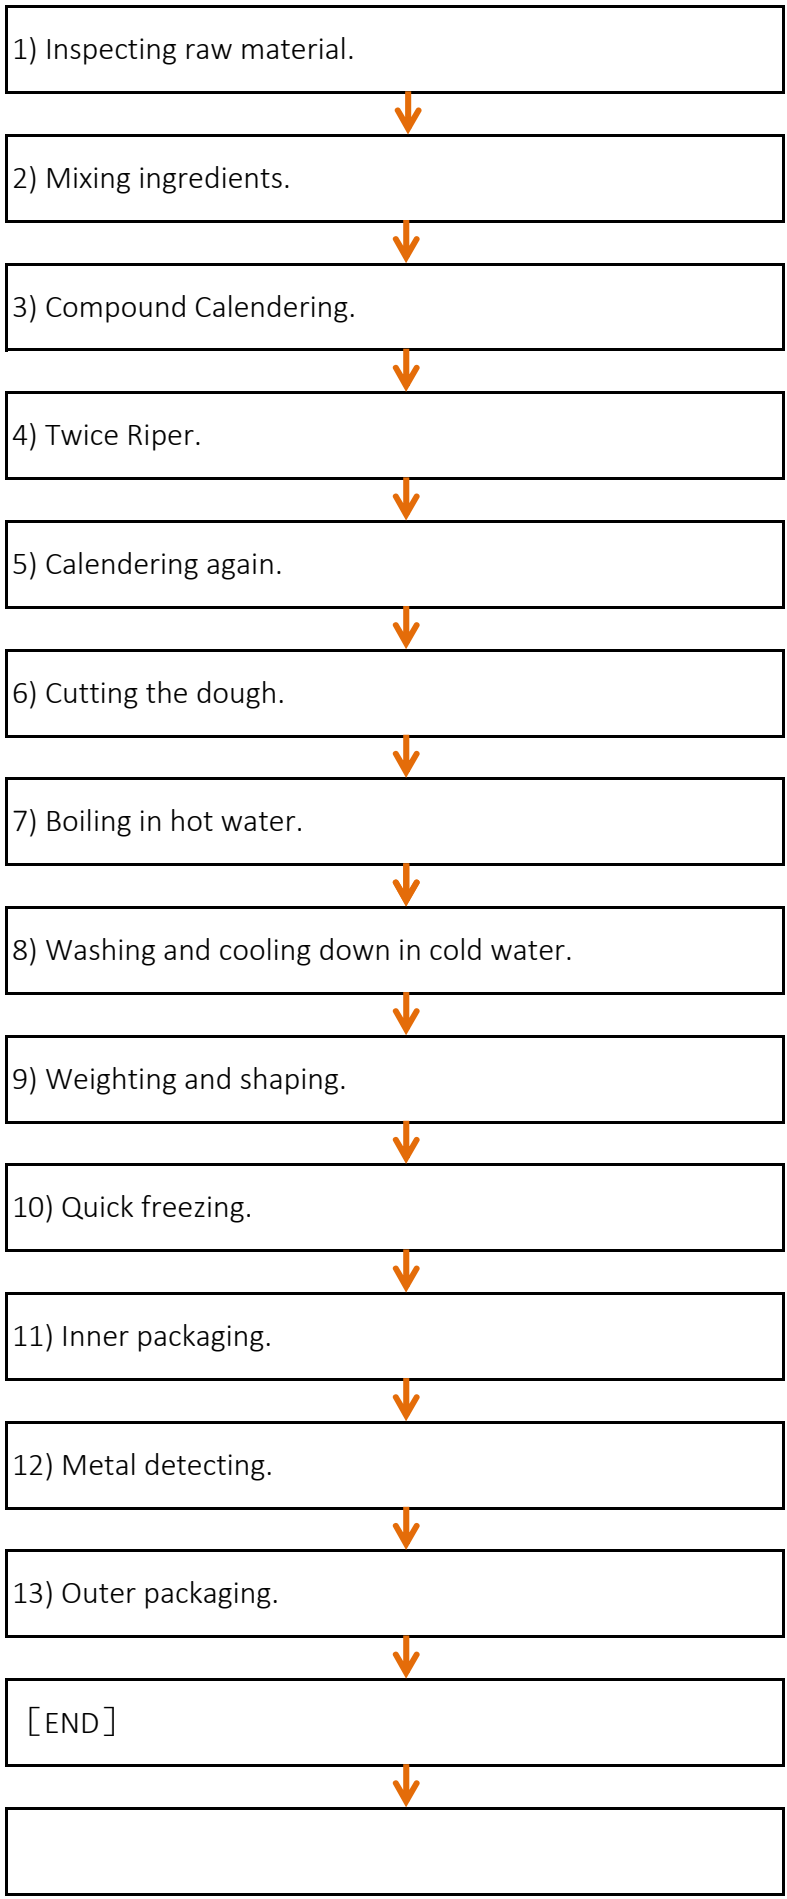 1) Inspecting raw material.
2) Mixing ingredients.
3) Compound Calendering.
4) Twice Riper.
5) Calendering again.
6) Cutting the dough.
7) Boiling in hot water.
8) Washing and cooling down in cold water.
9) Weighting and shaping.
10) Quick freezing.
11) Inner packaging.
12) Metal detecting.
13) Outer packaging.
［END］